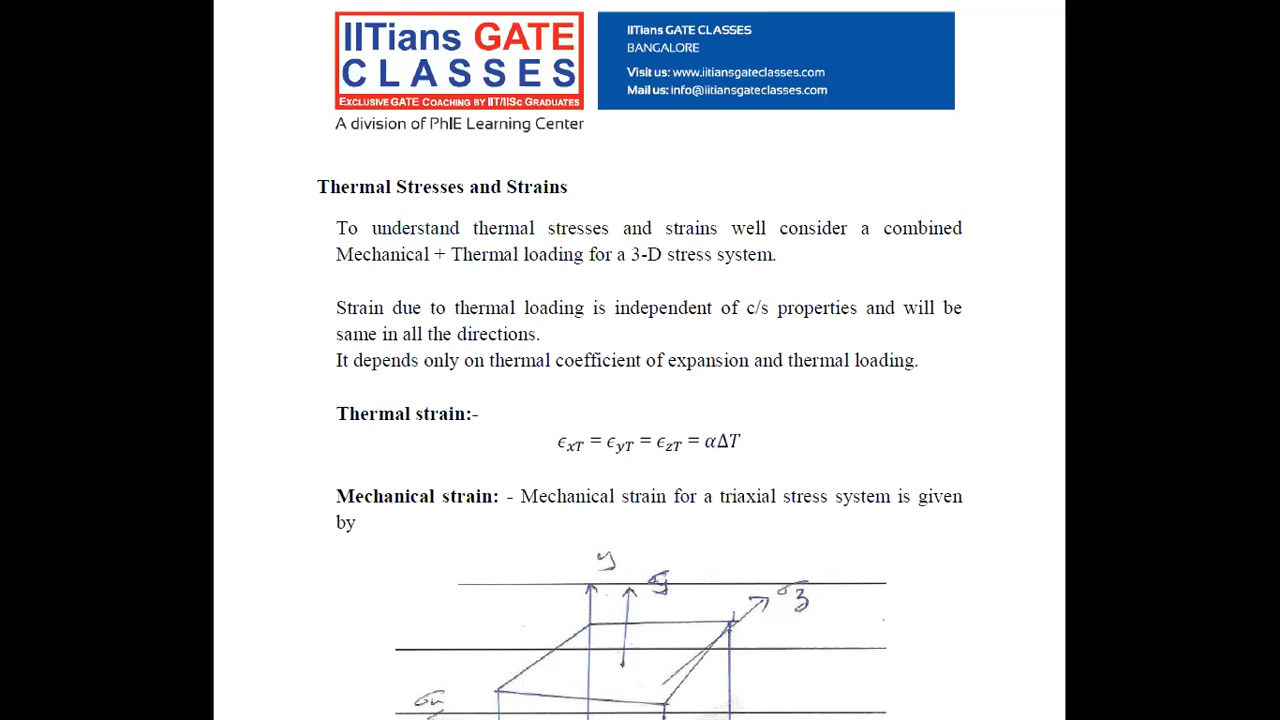 IITians GATE
CLASSES
EXCLUSIVE GATE COACHING BY IIT/IISc GRADUATES
A division of PhIE Learning Center
IITians GATE CLASSES
BANGALORE
Visit us: www.iitiansgateclasses.com
Mail us: info@iitiansgateclasses.com
Thermal Stresses and Strains
To understand thermal stresses and strains well consider a combined
Mechanical + Thermal loading for a 3-D stress system.
Strain due to thermal loading is independent of c/s properties and will be
same in all the directions.
It depends only on thermal coefficient of expansion and thermal loading.
Thermal strain:-
ϵxT = ϵyT = ϵzT = αΔT
Mechanical strain: - Mechanical strain for a triaxial stress system is given
by
y
σy
σz